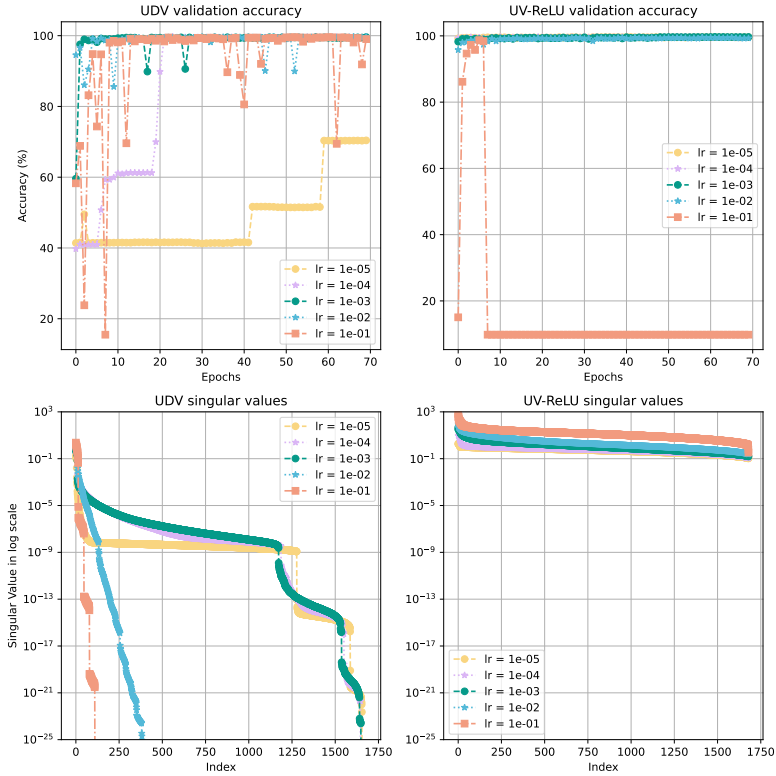 UDV validation accuracy
100
80
60
40
20
Accuracy (%)
0 10 20 30 40 50 60 70
Epochs
lr = 1e-05
lr = 1e-04
lr = 1e-03
lr = 1e-02
lr = 1e-01
UV-ReLU validation accuracy
100
80
60
40
20
0 10 20 30 40 50 60 70
Epochs
lr = 1e-05
lr = 1e-04
lr = 1e-03
lr = 1e-02
lr = 1e-01
UDV singular values
10³
10⁻¹
10⁻⁵
10⁻⁹
10⁻¹³
10⁻¹⁷
10⁻²¹
10⁻²⁵
Singular Value in log scale
0 250 500 750 1000 1250 1500 1750
Index
lr = 1e-05
lr = 1e-04
lr = 1e-03
lr = 1e-02
lr = 1e-01
UV-ReLU singular values
10³
10⁻¹
10⁻⁵
10⁻⁹
10⁻¹³
10⁻¹⁷
10⁻²¹
10⁻²⁵
0 250 500 750 1000 1250 1500 1750
Index
lr = 1e-05
lr = 1e-04
lr = 1e-03
lr = 1e-02
lr = 1e-01